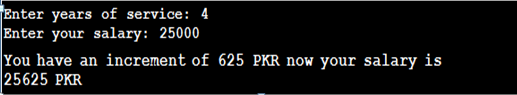 Enter years of service: 4
Enter your salary: 25000
You have an increment of 625 PKR now your salary is
25625 PKR